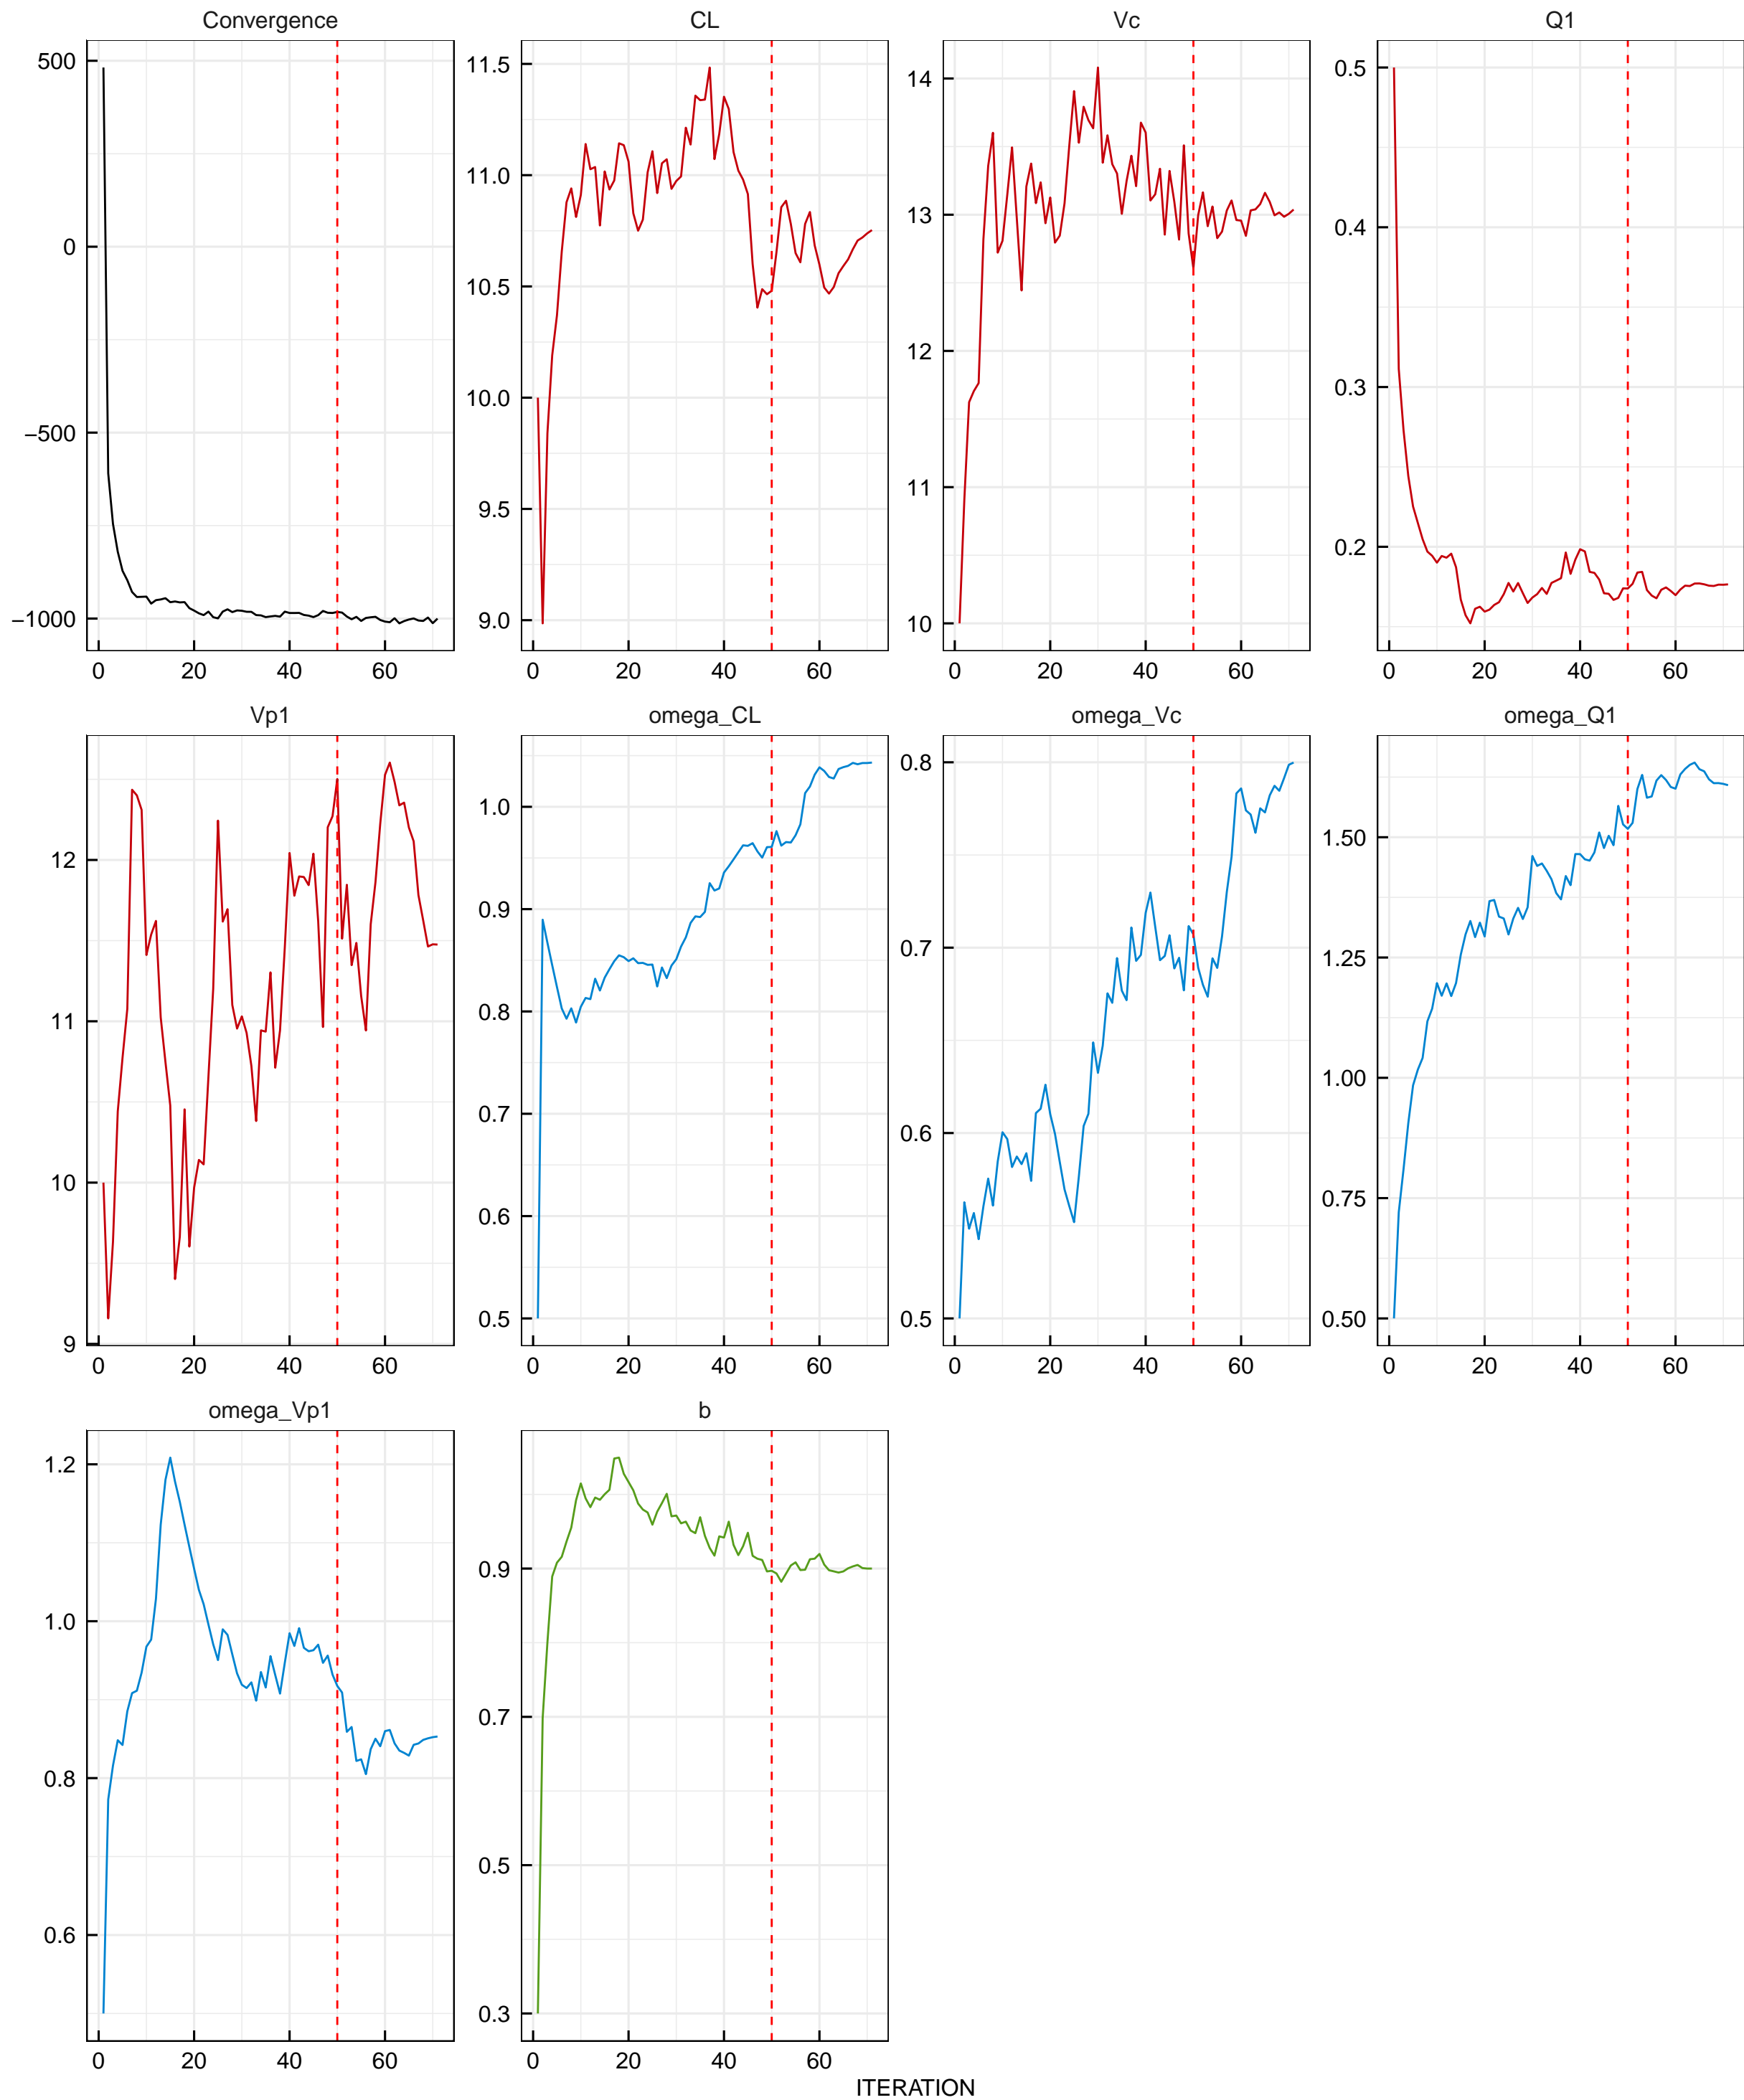 Convergence CL Vc Q1
500 11.5 14 0.5
0 11.0 13 0.4
−500 10.5 12 0.3
−1000 10.0 11 0.2
9.5 10
9.0
0 20 40 60 0 20 40 60 0 20 40 60 0 20 40 60
Vp1 omega_CL omega_Vc omega_Q1
12 1.0 0.8 1.50
11 0.9 0.7 1.25
10 0.8 0.6 1.00
9 0.7 0.5 0.75
0.6 0.50
0.5
0 20 40 60 0 20 40 60 0 20 40 60 0 20 40 60
omega_Vp1 b
1.2 0.9
1.0 0.7
0.8 0.5
0.6 0.3
0 20 40 60 0 20 40 60
ITERATION